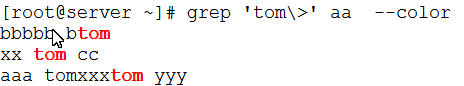 [root@server ~]# grep 'tom\>' aa  --color
bbbbb btom
xx tom cc
aaa tomxxxtom yyy